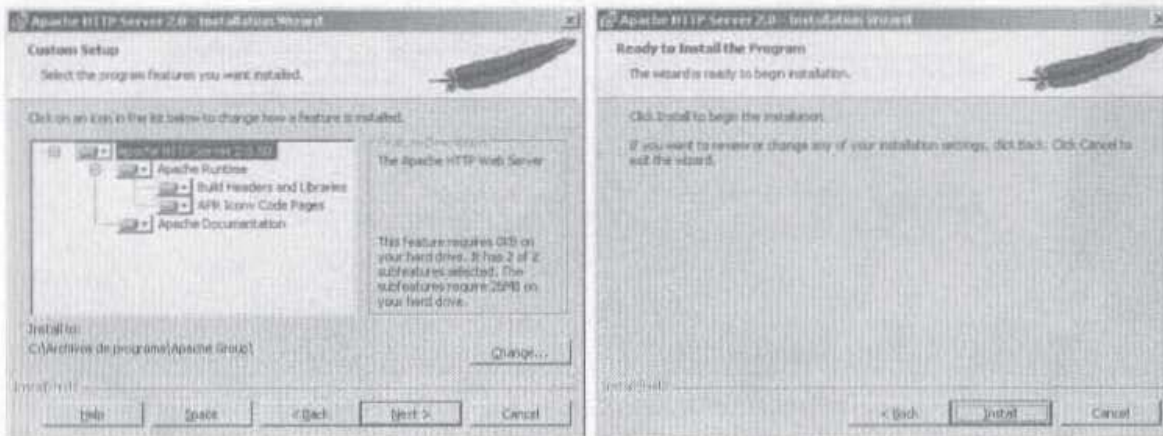 Apache HTTP Server 2.0 - Installation Wizard
Custom Setup
Select the program features you want installed.
Click on an icon in the list below to change how a feature is installed.
Apache HTTP Server
Apache Runtime
Build Headers and Libraries
APR Iconv Code Pages
Apache Documentation
Feature Description
The Apache HTTP Web Server
This feature requires 0KB on
your hard drive. It has 2 of 2
subfeatures selected. The
subfeatures require 26MB on
your hard drive.
Install to:
C:\Archivos de programa\Apache Group\
Change...
InstallShield
Help
Space
< Back
Next >
Cancel
Apache HTTP Server 2.0 - Installation Wizard
Ready to Install the Program
The wizard is ready to begin installation.
Click Install to begin the installation.
If you want to review or change any of your installation settings, click Back. Click Cancel to
exit the wizard.
InstallShield
< Back
Install
Cancel